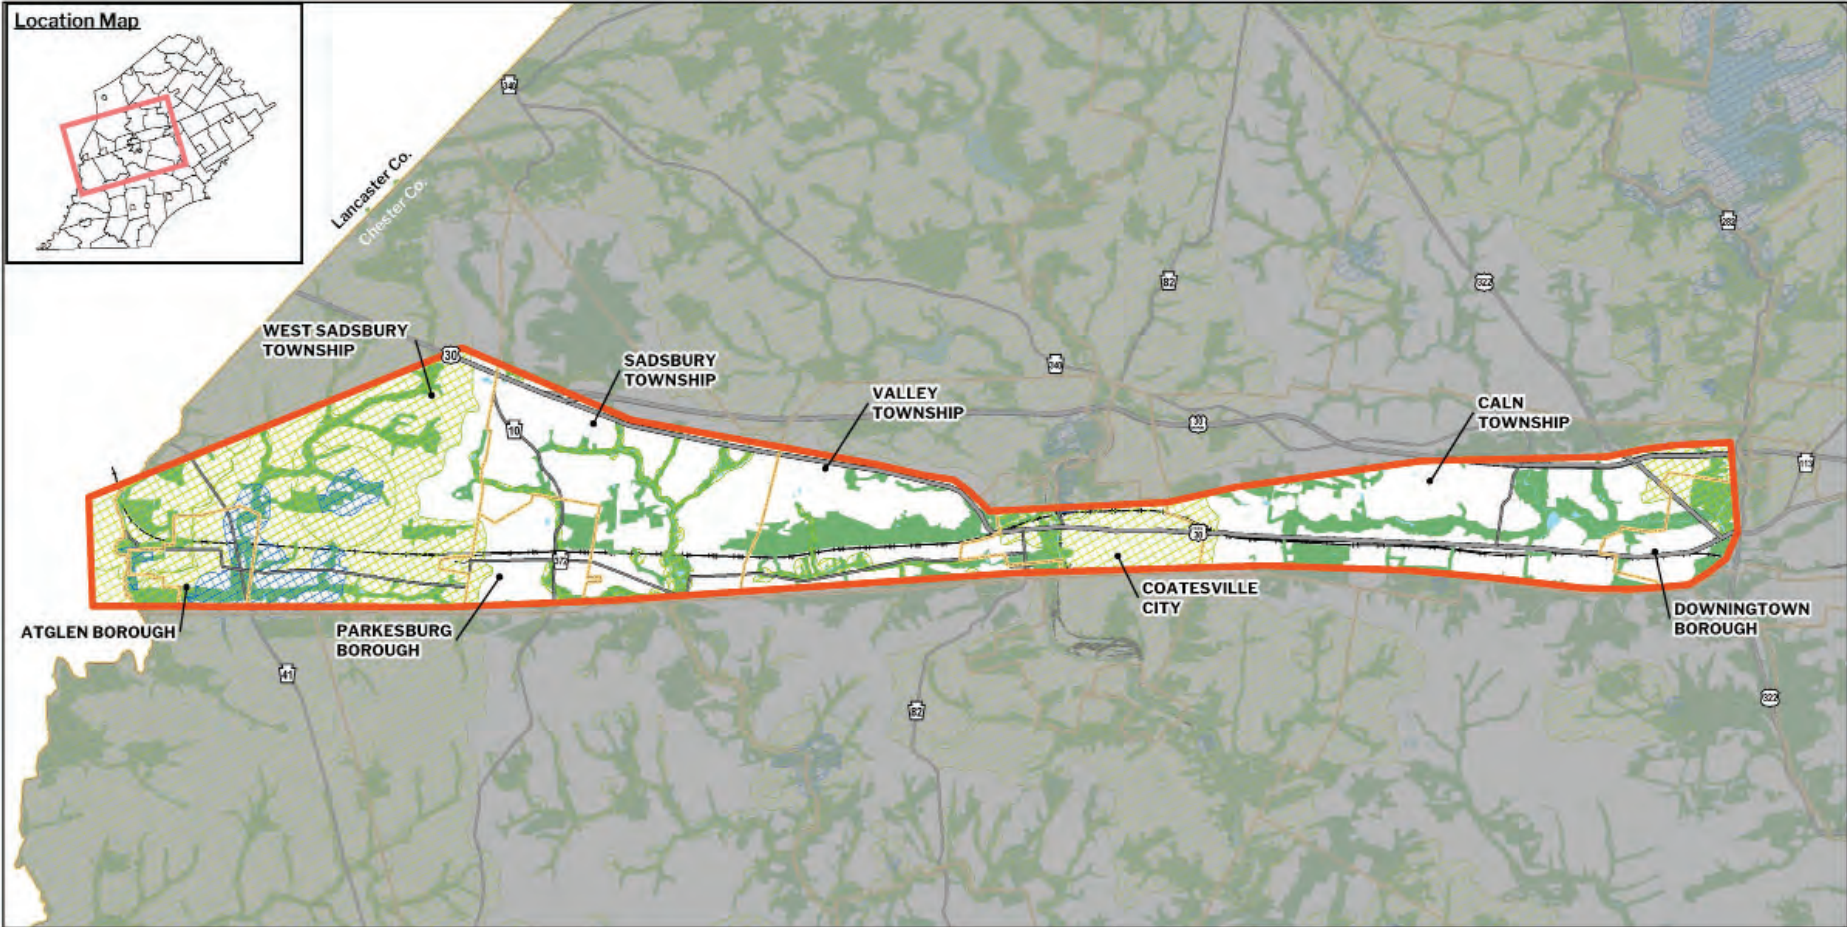 Location Map
340
Lancaster Co.
Chester Co.
282
82
322
WEST SADSBURY
TOWNSHIP
30
SADSBURY
TOWNSHIP
340
VALLEY
TOWNSHIP
CALN
TOWNSHIP
10
30
113
30
372
COATESVILLE
CITY
ATGLEN BOROUGH
PARKESBURG
BOROUGH
DOWNINGTOWN
BOROUGH
41
82
322